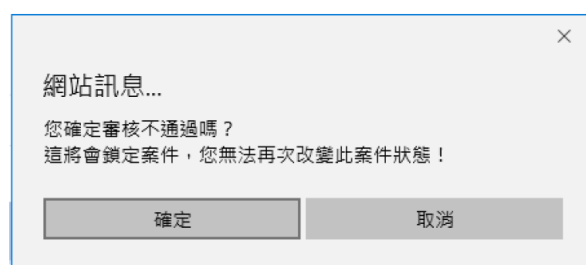 網站訊息...
您確定審核不通過嗎？
這將會鎖定案件，您無法再次改變此案件狀態！
確定
取消